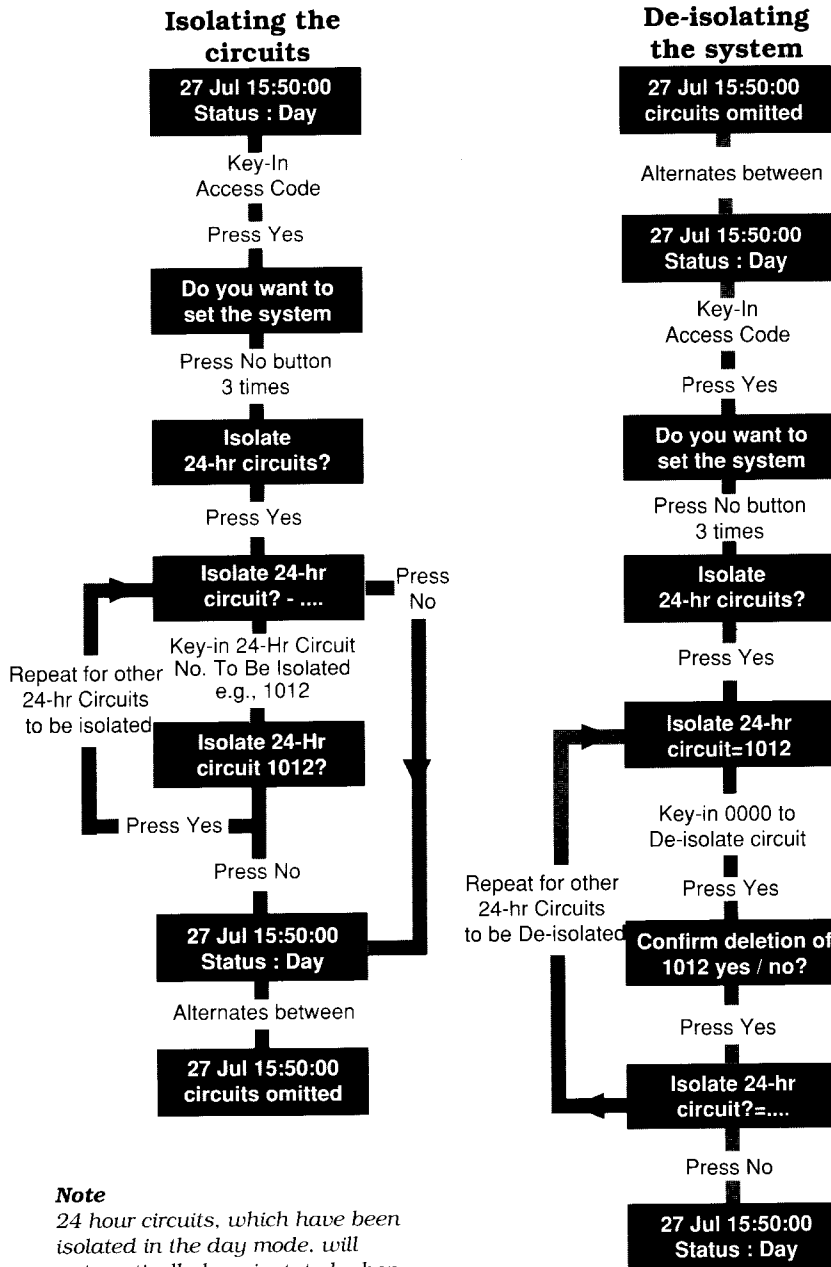 Isolating the
circuits
27 Jul 15:50:00
Status : Day
Key-In
Access Code
Press Yes
Do you want to
set the system
Press No button
3 times
Isolate
24-hr circuits?
Press Yes
Isolate 24-hr
circuit? - ....
Press
No
Key-in 24-Hr Circuit
No. To Be Isolated
e.g., 1012
Repeat for other
24-hr Circuits
to be isolated
Isolate 24-Hr
circuit 1012?
Press Yes
Press No
27 Jul 15:50:00
Status : Day
Alternates between
27 Jul 15:50:00
circuits omitted
Note
24 hour circuits, which have been
isolated in the day mode. will
De-isolating
the system
27 Jul 15:50:00
circuits omitted
Alternates between
27 Jul 15:50:00
Status : Day
Key-In
Access Code
Press Yes
Do you want to
set the system
Press No button
3 times
Isolate
24-hr circuits?
Press Yes
Isolate 24-hr
circuit=1012
Key-in 0000 to
De-isolate circuit
Press Yes
Repeat for other
24-hr Circuits
to be De-isolated
Confirm deletion of
1012 yes / no?
Press Yes
Isolate 24-hr
circuit?=....
Press No
27 Jul 15:50:00
Status : Day